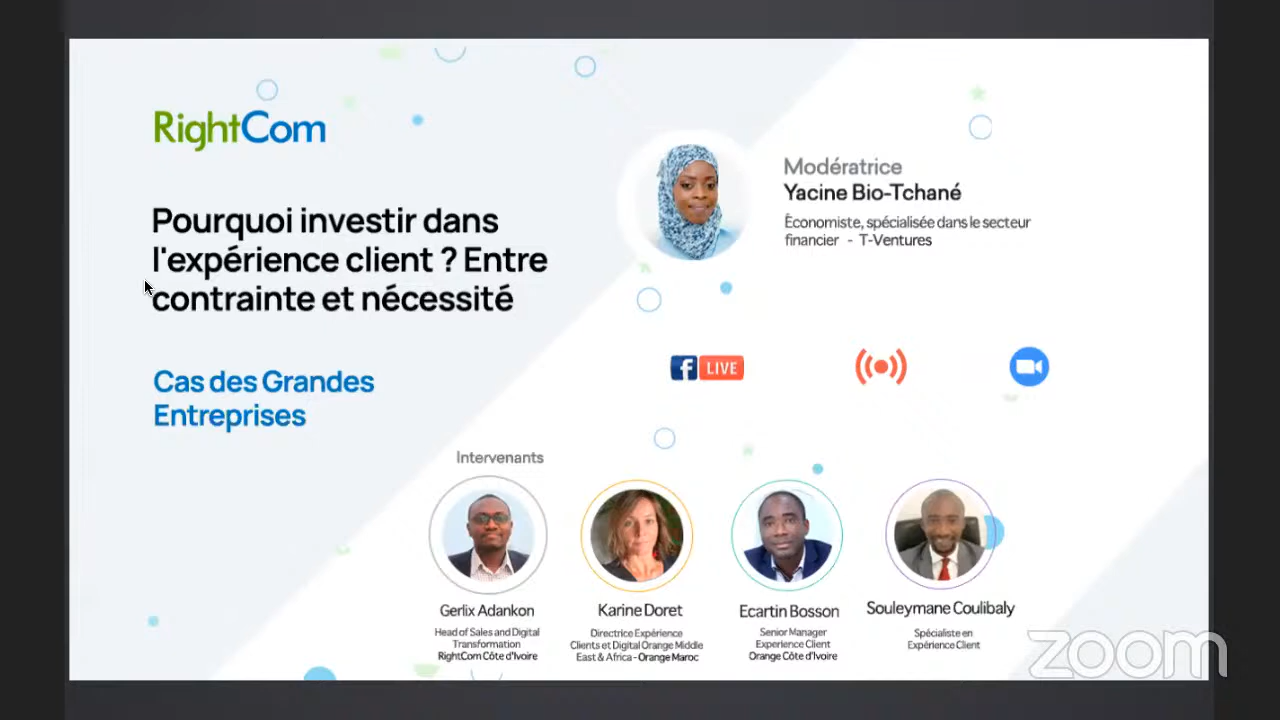 RightCom
Pourquoi investir dans
l'expérience client ? Entre
contrainte et nécessité
Cas des Grandes
Entreprises
Modératrice
Yacine Bio-Tchané
Économiste, spécialisée dans le secteur
financier - T-Ventures
f LIVE
Intervenants
Gerlix Adankon
Head of Sales and Digital
Transformation
RightCom Côte d'Ivoire
Karine Doret
Directrice Expérience
Clients et Digital Orange Middle
East & Africa - Orange Maroc
Ecartin Bosson
Senior Manager
Experience Client
Orange Côte d'Ivoire
Souleymane Coulibaly
Spécialiste en
Expérience Client
zoom